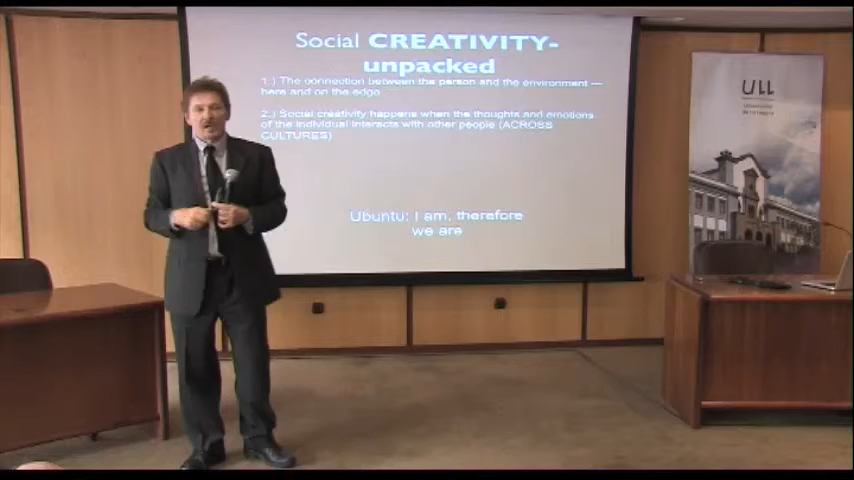 Social CREATIVITY-
unpacked
1.) The connection between the person and the environment —
here and on the edge
2.) Social creativity happens when the thoughts and emotions
of the individual interacts with other people (ACROSS
CULTURES)
Ubuntu: I am, therefore
we are
ULL